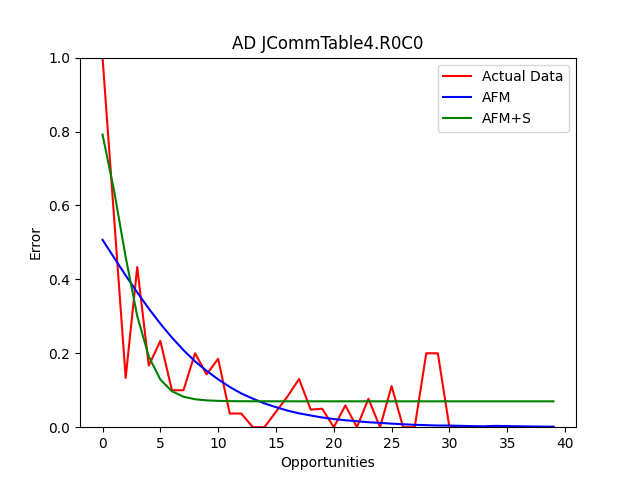 AD JCommTable4.R0C0
Actual Data
AFM
AFM+S
Error
1.0
0.8
0.6
0.4
0.2
0.0
0 5 10 15 20 25 30 35 40
Opportunities